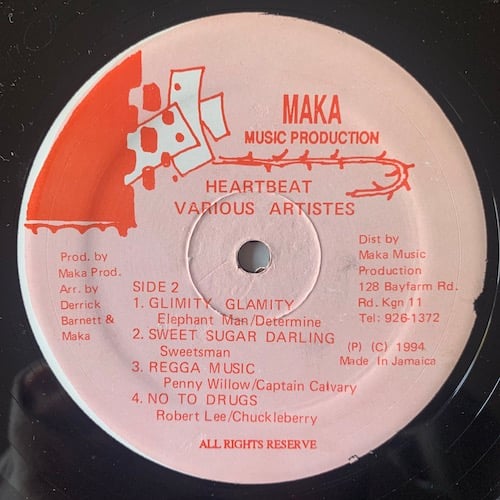 MAKA
MUSIC PRODUCTION
HEARTBEAT
VARIOUS ARTISTES
Prod. by
Maka Prod.
Arr. by
Derrick
Barnett &
Maka
SIDE 2
1. GLIMITY GLAMITY
Elephant Man/Determine
2. SWEET SUGAR DARLING
Sweetsman
3. REGGA MUSIC
Penny Willow/Captain Calvary
4. NO TO DRUGS
Robert Lee/Chuckleberry
Dist by
Maka Music
Production
128 Bayfarm Rd.
Rd. Kgn 11
Tel: 926-1372
(P) (C) 1994
Made In Jamaica
ALL RIGHTS RESERVE